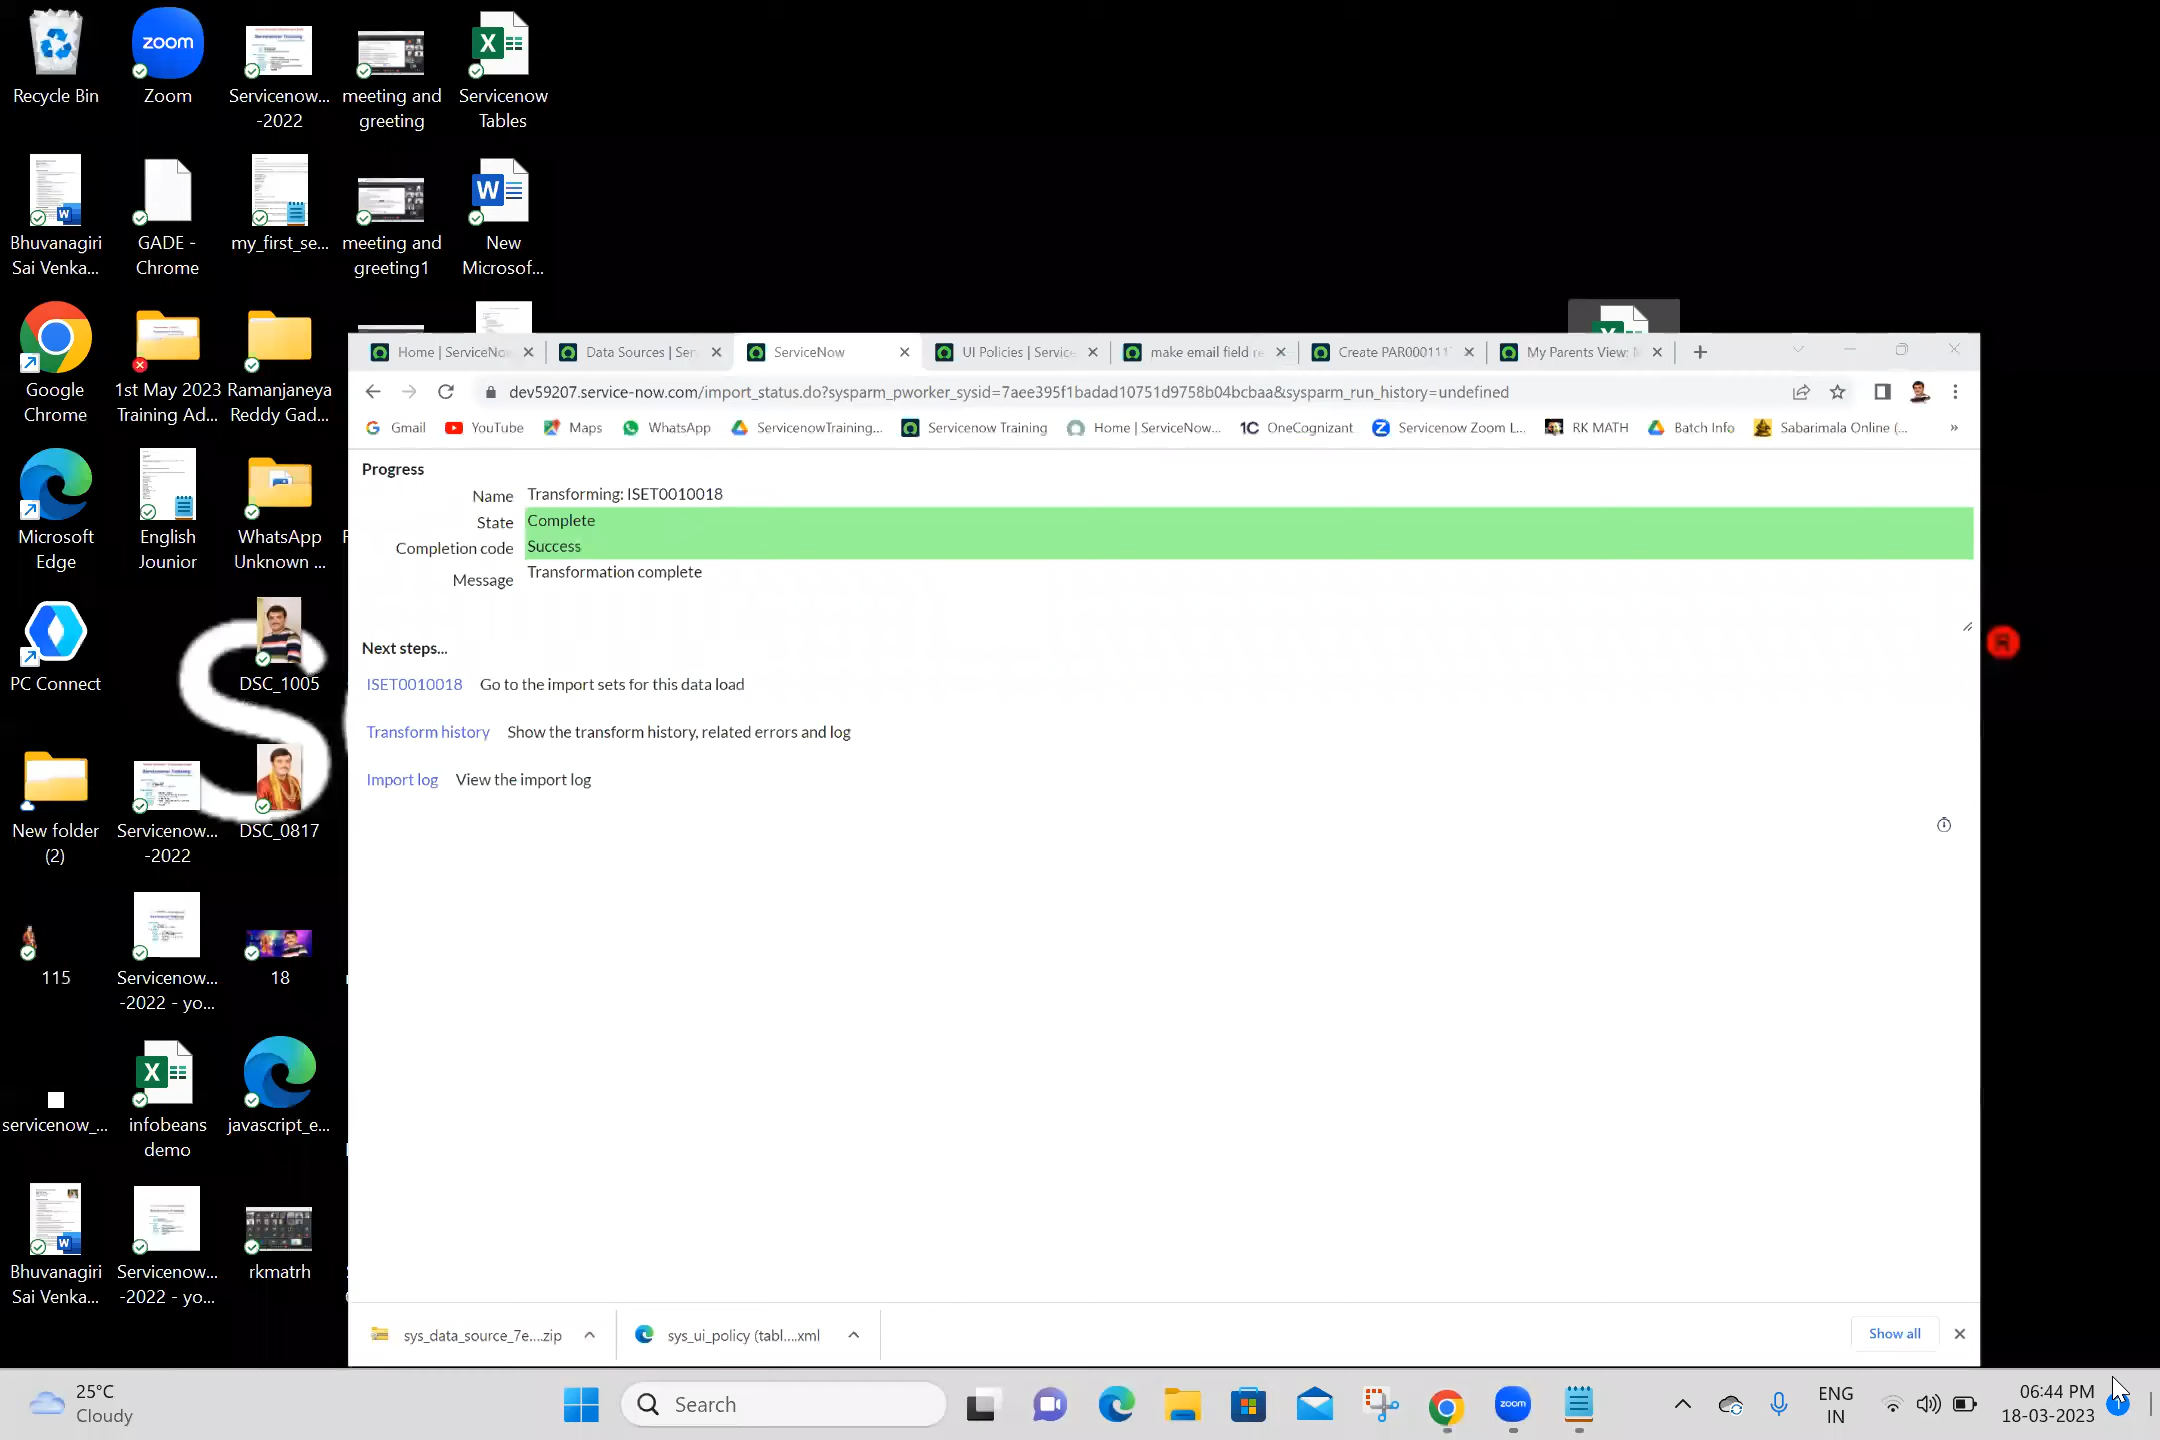 Recycle Bin
zoom
Zoom
Servicenow...
-2022
meeting and
greeting
Servicenow
Tables
Bhuvanagiri
Sai Venka...
GADE -
Chrome
my_first_se...
meeting and
greeting1
New
Microsof...
Google
Chrome
1st May 2023
Training Ad...
Ramanjaneya
Reddy Gad...
Microsoft
Edge
English
Jounior
WhatsApp
Unknown ...
PC Connect
DSC_1005
New folder
(2)
Servicenow...
-2022
DSC_0817
115
Servicenow...
-2022 - yo...
18
servicenow_...
infobeans
demo
javascript_e...
Bhuvanagiri
Sai Venka...
Servicenow...
-2022 - yo...
rkmatrh
Home | ServiceNo
Data Sources | Ser
ServiceNow
UI Policies | Service
make email field re
Create PAR000111
My Parents View:
dev59207.service-now.com/import_status.do?sysparm_pworker_sysid=7aee395f1badad10751d9758b04bcbaa&sysparm_run_history=undefined
Gmail
YouTube
Maps
WhatsApp
ServicenowTraining...
Servicenow Training
Home | ServiceNow...
1C OneCognizant
Servicenow Zoom L...
RK MATH
Batch Info
Sabarimala Online (...
»
Progress
Name Transforming: ISET0010018
State Complete
Completion code Success
Message Transformation complete
Next steps...
ISET0010018 Go to the import sets for this data load
Transform history Show the transform history, related errors and log
Import log View the import log
sys_data_source_7e....zip
sys_ui_policy (tabl....xml
Show all
25°C
Cloudy
Search
zoom
ENG
IN
06:44 PM
18-03-2023
1